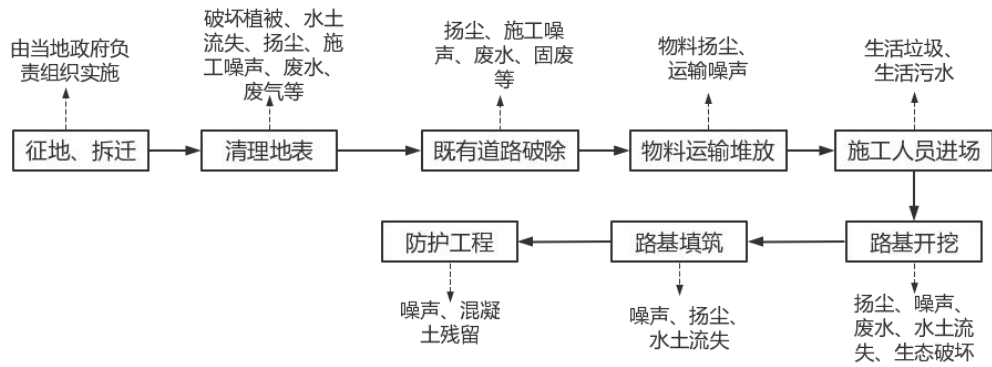 由当地政府负
责组织实施
破坏植被、水土
流失、扬尘、施
工噪声、废水、
废气等
扬尘、施工噪
声、废水、固废
等
物料扬尘、
运输噪声
生活垃圾、
生活污水
征地、拆迁
清理地表
既有道路破除
物料运输堆放
施工人员进场
防护工程
路基填筑
路基开挖
噪声、混凝
土残留
噪声、扬尘、
水土流失
扬尘、噪声、
废水、水土流
失、生态破坏